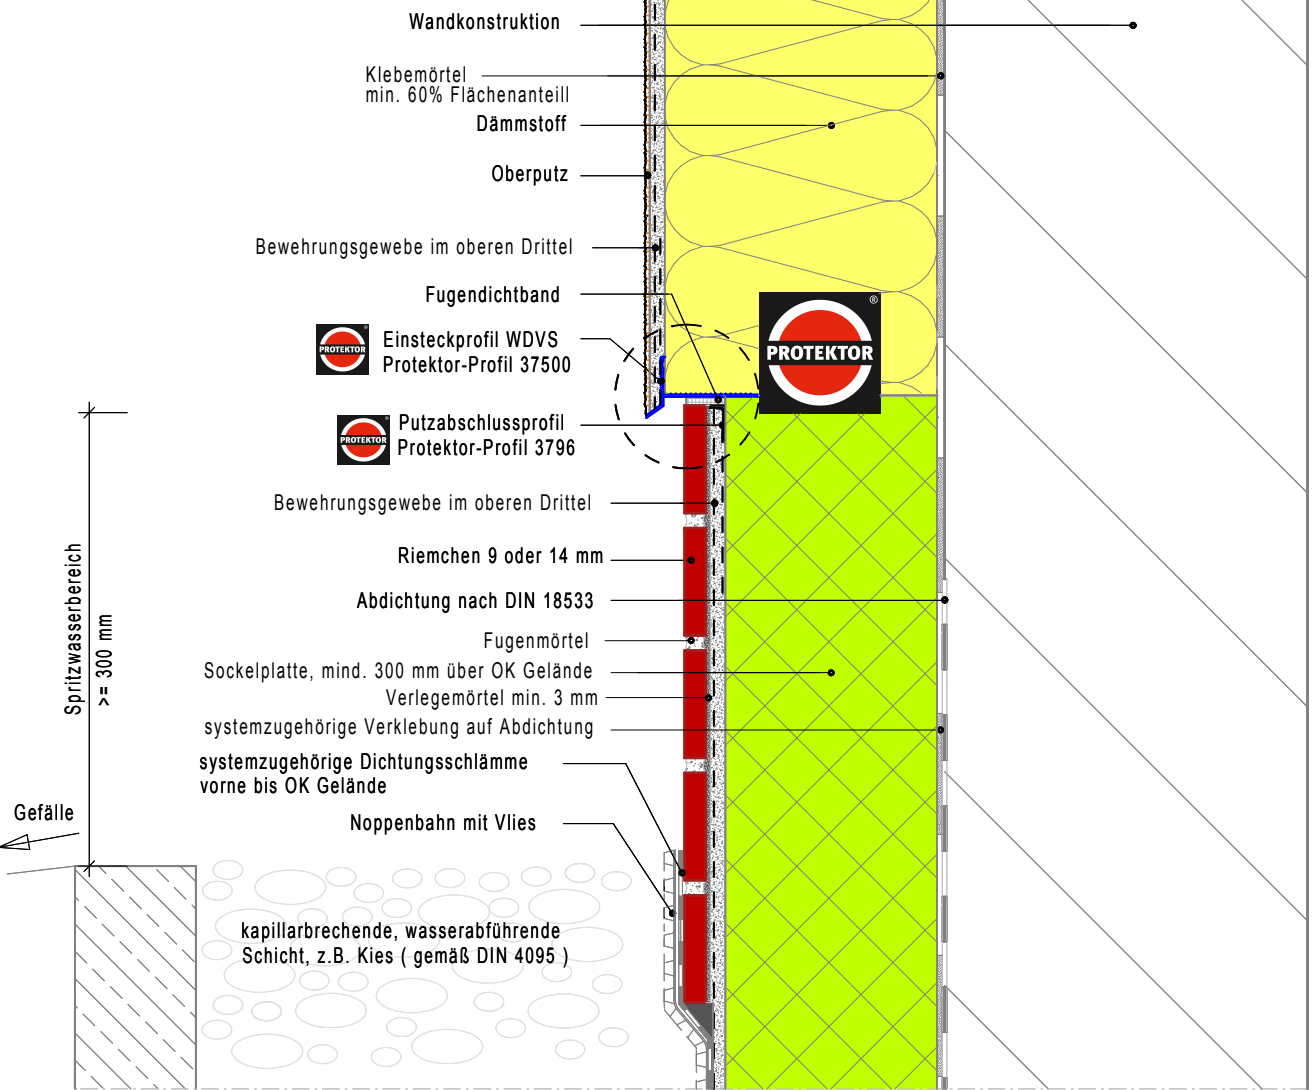 Wandkonstruktion
Klebemörtel
min. 60% Flächenanteill
Dämmstoff
Oberputz
Bewehrungsgewebe im oberen Drittel
Fugendichtband
PROTEKTOR ®
PROTEKTOR ®
Einsteckprofil WDVS
Protektor-Profil 37500
PROTEKTOR ®
Putzabschlussprofil
Protektor-Profil 3796
Bewehrungsgewebe im oberen Drittel
Riemchen 9 oder 14 mm
Abdichtung nach DIN 18533
Fugenmörtel
Sockelplatte, mind. 300 mm über OK Gelände
Verlegemörtel min. 3 mm
systemzugehörige Verklebung auf Abdichtung
systemzugehörige Dichtungsschlämme
vorne bis OK Gelände
Noppenbahn mit Vlies
Spritzwasserbereich
>= 300 mm
Gefälle
kapillarbrechende, wasserabführende
Schicht, z.B. Kies ( gemäß DIN 4095 )